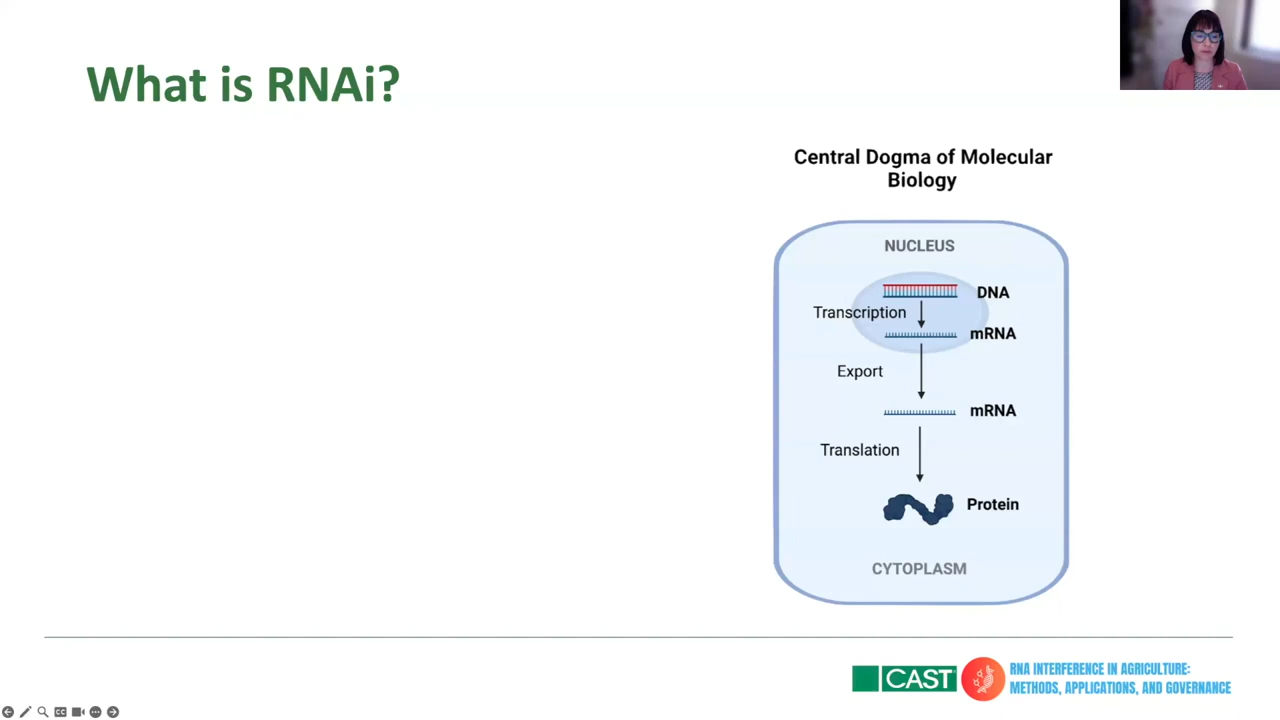 What is RNAi?
Central Dogma of Molecular
Biology
NUCLEUS
DNA
Transcription
mRNA
Export
mRNA
Translation
Protein
CYTOPLASM
CAST
RNA INTERFERENCE IN AGRICULTURE:
METHODS, APPLICATIONS, AND GOVERNANCE
CC